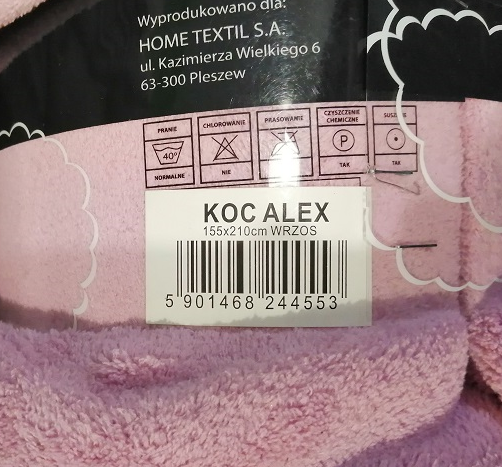 Wyprodukowano dla:
HOME TEXTIL S.A.
ul. Kazimierza Wielkiego 6
63-300 Pleszew
PRANIE
CHLOROWANIE
PRASOWANIE
CZYSZCZENIE CHEMICZNE
40°
P
NORMALNE
NIE
TAK
TAK
KOC ALEX
155x210cm WRZOS
5 901468 244553